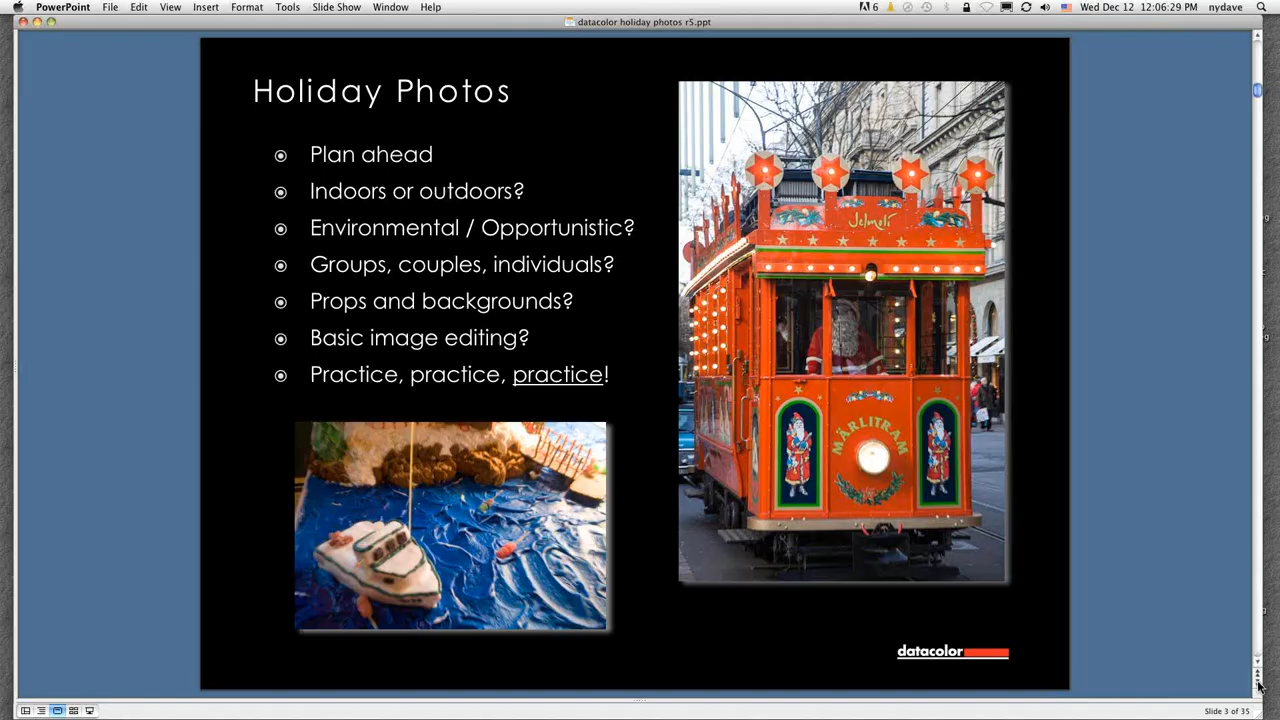 PowerPoint File Edit View Insert Format Tools Slide Show Window Help
6 Wed Dec 12 12:06:29 PM nydave
datacolor holiday photos r5.ppt
Holiday Photos
Plan ahead
Indoors or outdoors?
Environmental / Opportunistic?
Groups, couples, individuals?
Props and backgrounds?
Basic image editing?
Practice, practice, practice!
Jelmoli
MÄRLITRAM
datacolor
Slide 3 of 35